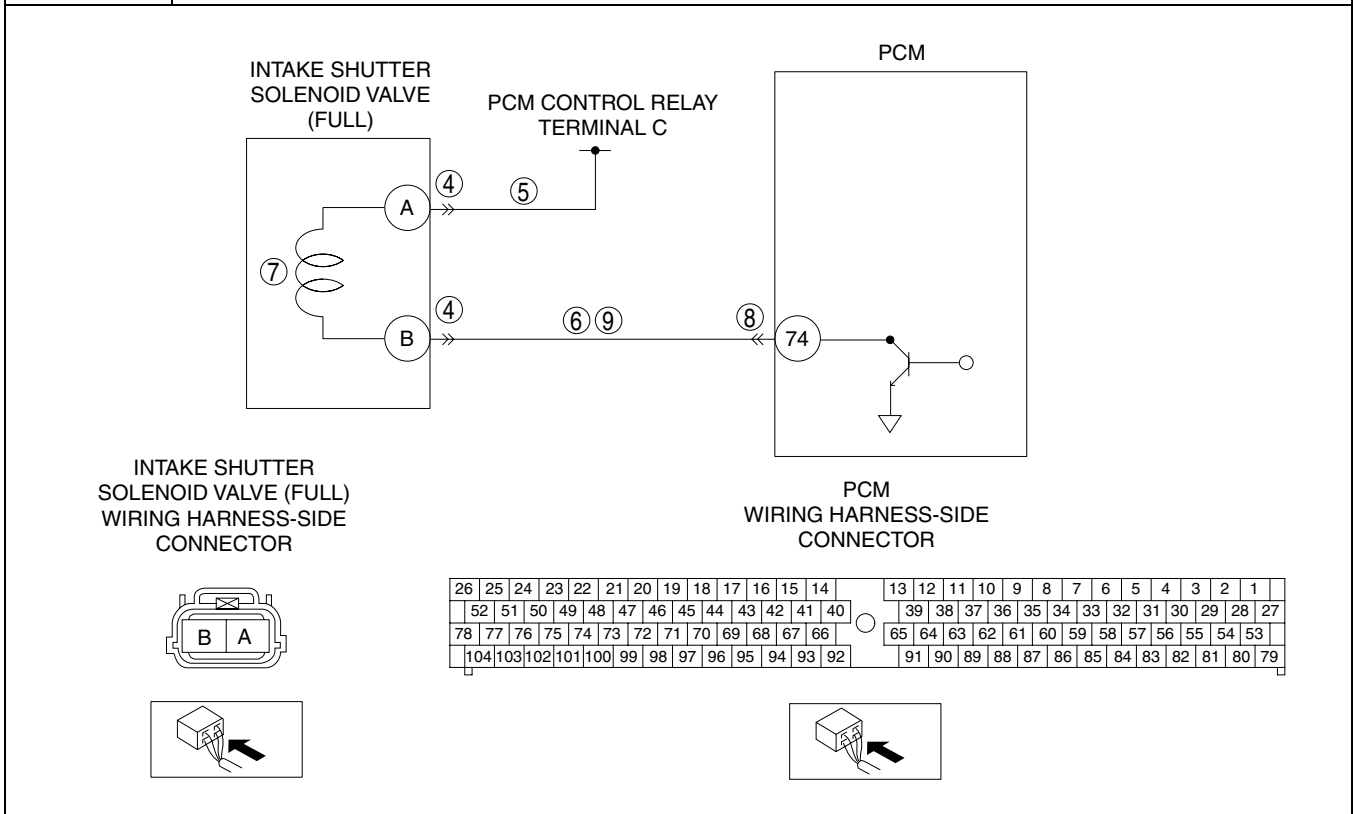 PCM
INTAKE SHUTTER
SOLENOID VALVE
(FULL)
PCM CONTROL RELAY
TERMINAL C
④
⑤
A
⑦
④
⑥⑨
⑧
B
74
INTAKE SHUTTER
SOLENOID VALVE (FULL)
WIRING HARNESS-SIDE
CONNECTOR
PCM
WIRING HARNESS-SIDE
CONNECTOR
B A
26 25 24 23 22 21 20 19 18 17 16 15 14 13 12 11 10 9 8 7 6 5 4 3 2 1
52 51 50 49 48 47 46 45 44 43 42 41 40 39 38 37 36 35 34 33 32 31 30 29 28 27
78 77 76 75 74 73 72 71 70 69 68 67 66 65 64 63 62 61 60 59 58 57 56 55 54 53
104 103 102 101 100 99 98 97 96 95 94 93 92 91 90 89 88 87 86 85 84 83 82 81 80 79